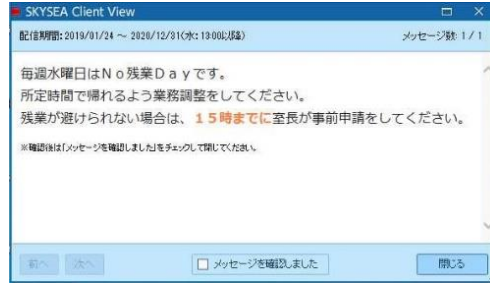 SKYSEA Client View
配信期間: 2019/01/24 ～ 2020/12/31(水: 13:00以降) メッセージ数: 1 / 1
毎週水曜日はＮｏ残業Ｄａｙです。
所定時間で帰れるよう業務調整をしてください。
残業が避けられない場合は、１５時までに室長が事前申請をしてください。
※確認後は「メッセージを確認しました」をチェックして閉じてください。
前へ 次へ メッセージを確認しました 閉じる